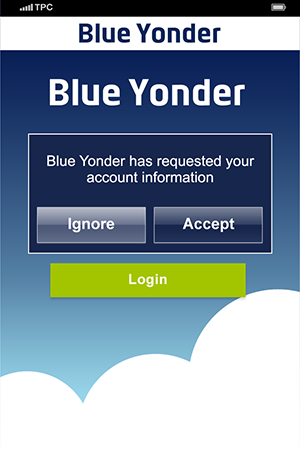 TPC
Blue Yonder
Blue Yonder
Blue Yonder has requested your
account information
Ignore Accept
Login